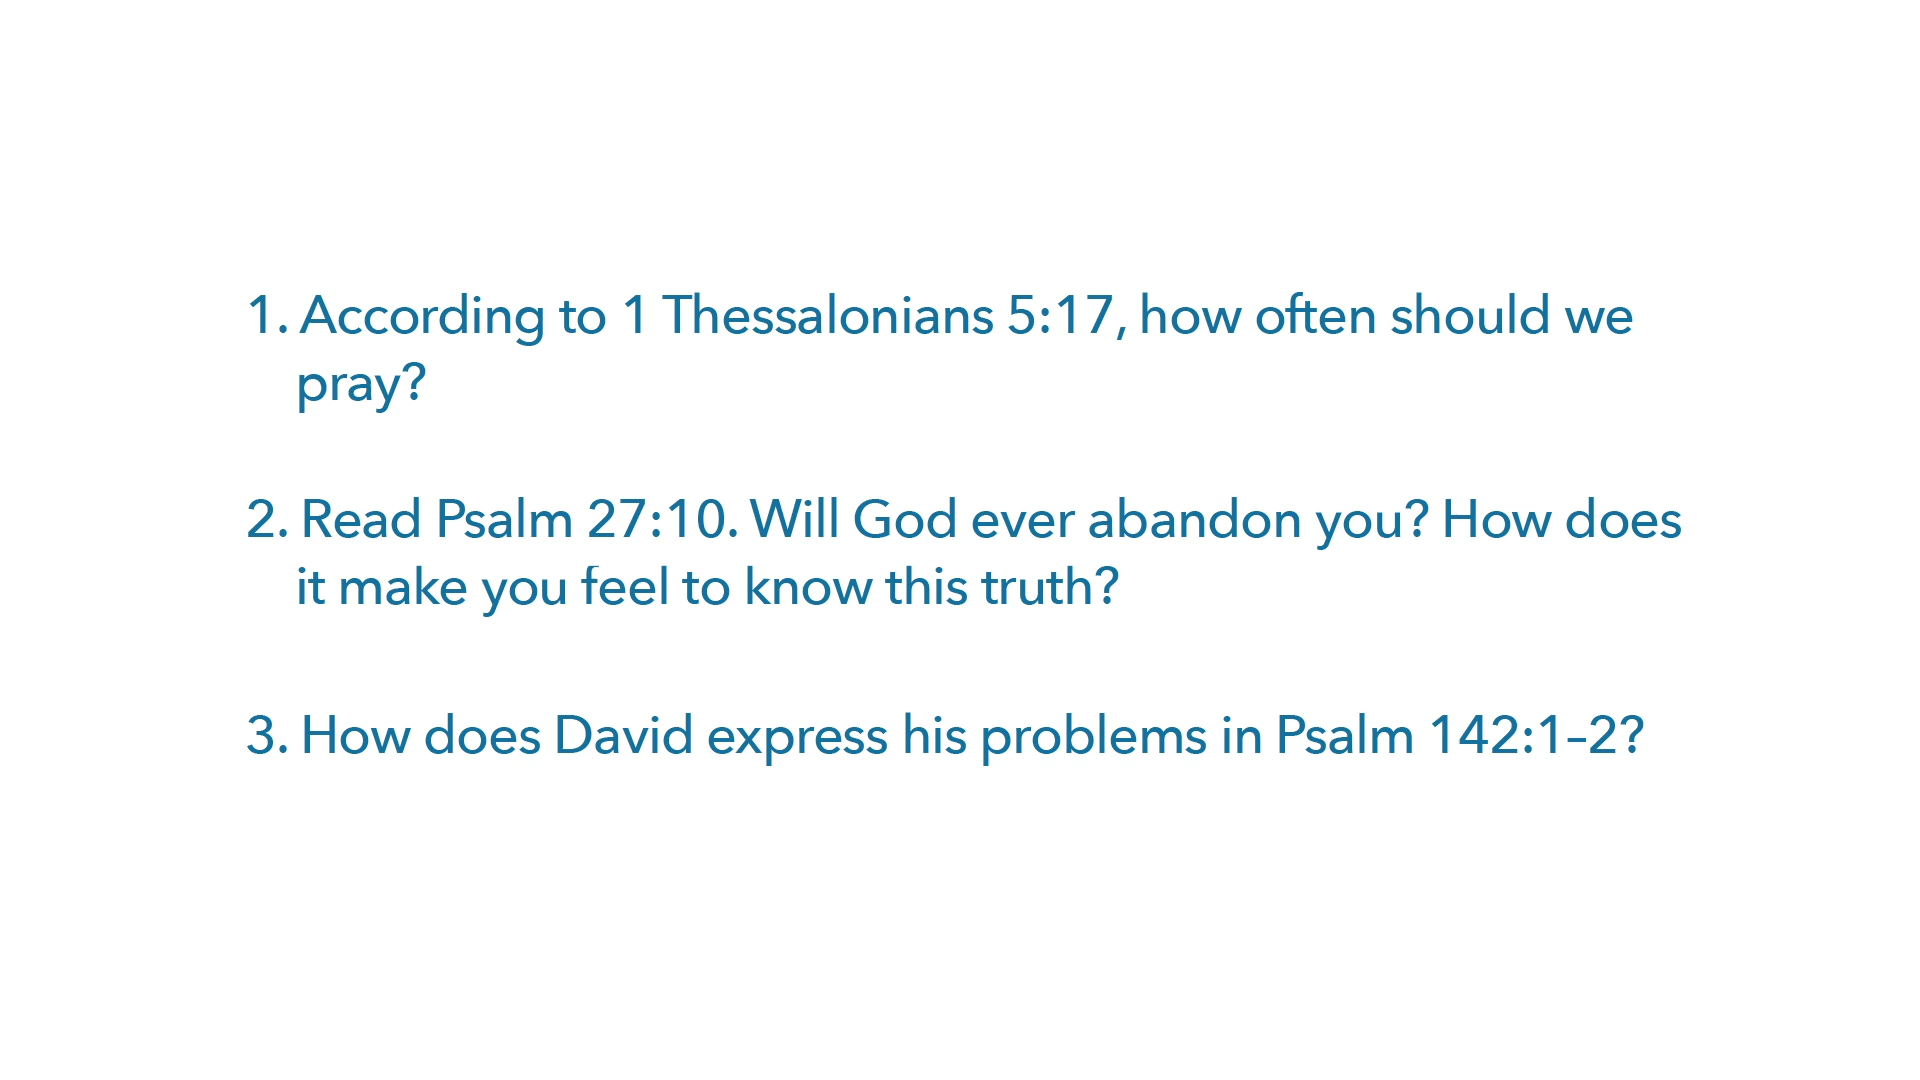 1. According to 1 Thessalonians 5:17, how often should we
pray?
2. Read Psalm 27:10. Will God ever abandon you? How does
it make you feel to know this truth?
3. How does David express his problems in Psalm 142:1–2?